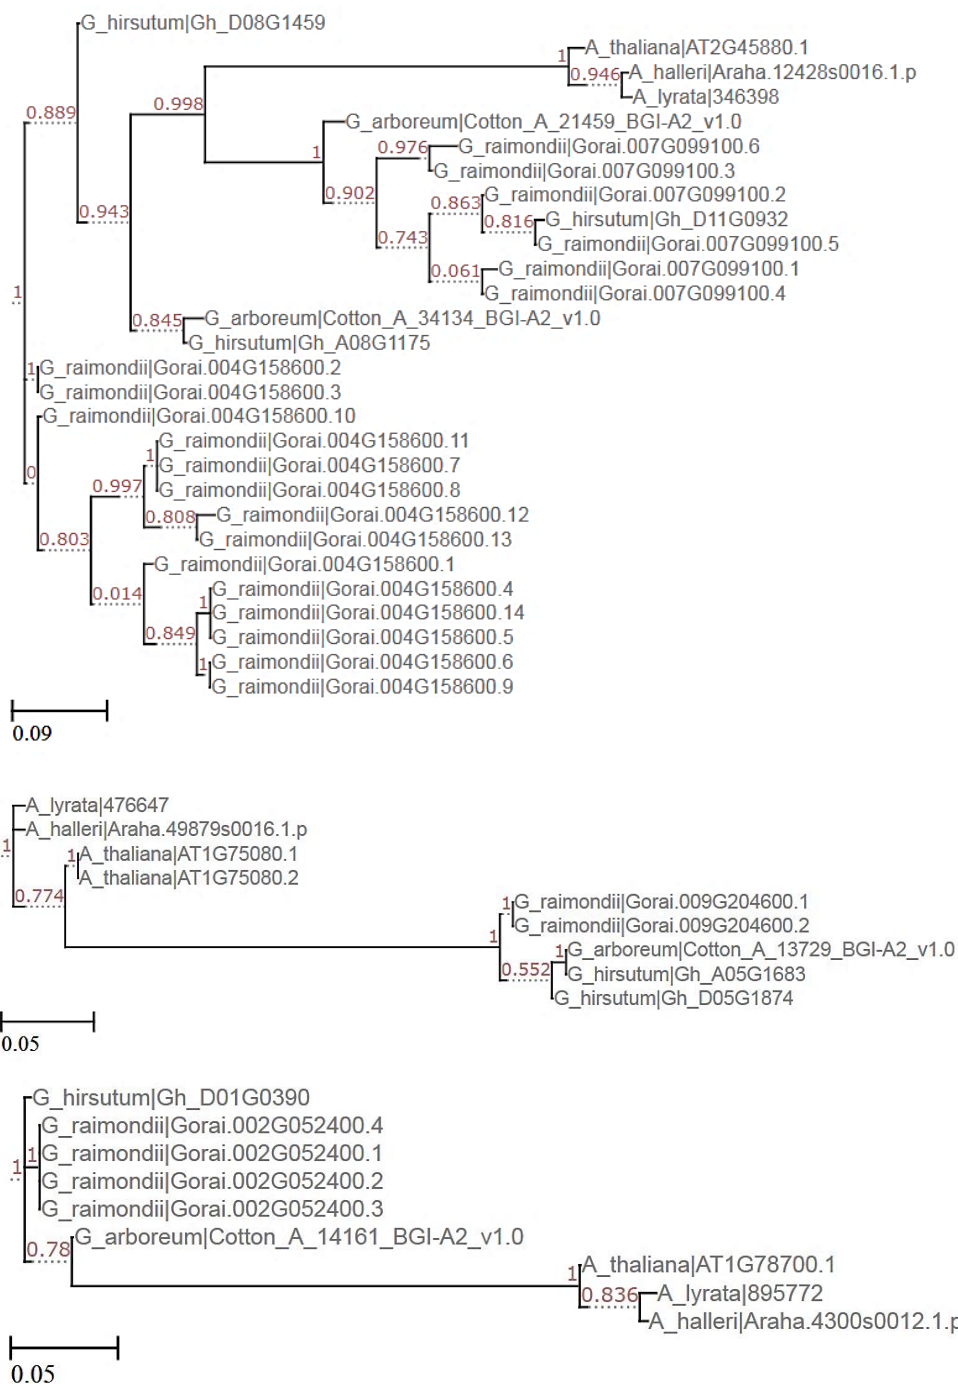 G_hirsutum|Gh_D08G1459
A_thaliana|AT2G45880.1
1
0.946
A_halleri|Araha.12428s0016.1.p
A_lyrata|346398
0.998
0.889
G_arboreum|Cotton_A_21459_BGI-A2_v1.0
0.976
G_raimondii|Gorai.007G099100.6
1
G_raimondii|Gorai.007G099100.3
0.902
0.863
G_raimondii|Gorai.007G099100.2
0.943
0.816
G_hirsutum|Gh_D11G0932
0.743
G_raimondii|Gorai.007G099100.5
0.061
G_raimondii|Gorai.007G099100.1
1
G_raimondii|Gorai.007G099100.4
0.845
G_arboreum|Cotton_A_34134_BGI-A2_v1.0
G_hirsutum|Gh_A08G1175
1
G_raimondii|Gorai.004G158600.2
G_raimondii|Gorai.004G158600.3
G_raimondii|Gorai.004G158600.10
G_raimondii|Gorai.004G158600.11
1
G_raimondii|Gorai.004G158600.7
0
0.997
G_raimondii|Gorai.004G158600.8
0.808
G_raimondii|Gorai.004G158600.12
0.803
G_raimondii|Gorai.004G158600.13
G_raimondii|Gorai.004G158600.1
0.014
G_raimondii|Gorai.004G158600.4
1
G_raimondii|Gorai.004G158600.14
0.849
G_raimondii|Gorai.004G158600.5
1
G_raimondii|Gorai.004G158600.6
G_raimondii|Gorai.004G158600.9
0.09
A_lyrata|476647
A_halleri|Araha.49879s0016.1.p
1
1
A_thaliana|AT1G75080.1
A_thaliana|AT1G75080.2
0.774
1
G_raimondii|Gorai.009G204600.1
G_raimondii|Gorai.009G204600.2
1
1
G_arboreum|Cotton_A_13729_BGI-A2_v1.0
0.552
G_hirsutum|Gh_A05G1683
G_hirsutum|Gh_D05G1874
0.05
G_hirsutum|Gh_D01G0390
G_raimondii|Gorai.002G052400.4
1
1
G_raimondii|Gorai.002G052400.1
G_raimondii|Gorai.002G052400.2
G_raimondii|Gorai.002G052400.3
0.78
G_arboreum|Cotton_A_14161_BGI-A2_v1.0
1
A_thaliana|AT1G78700.1
0.836
A_lyrata|895772
A_halleri|Araha.4300s0012.1.p
0.05